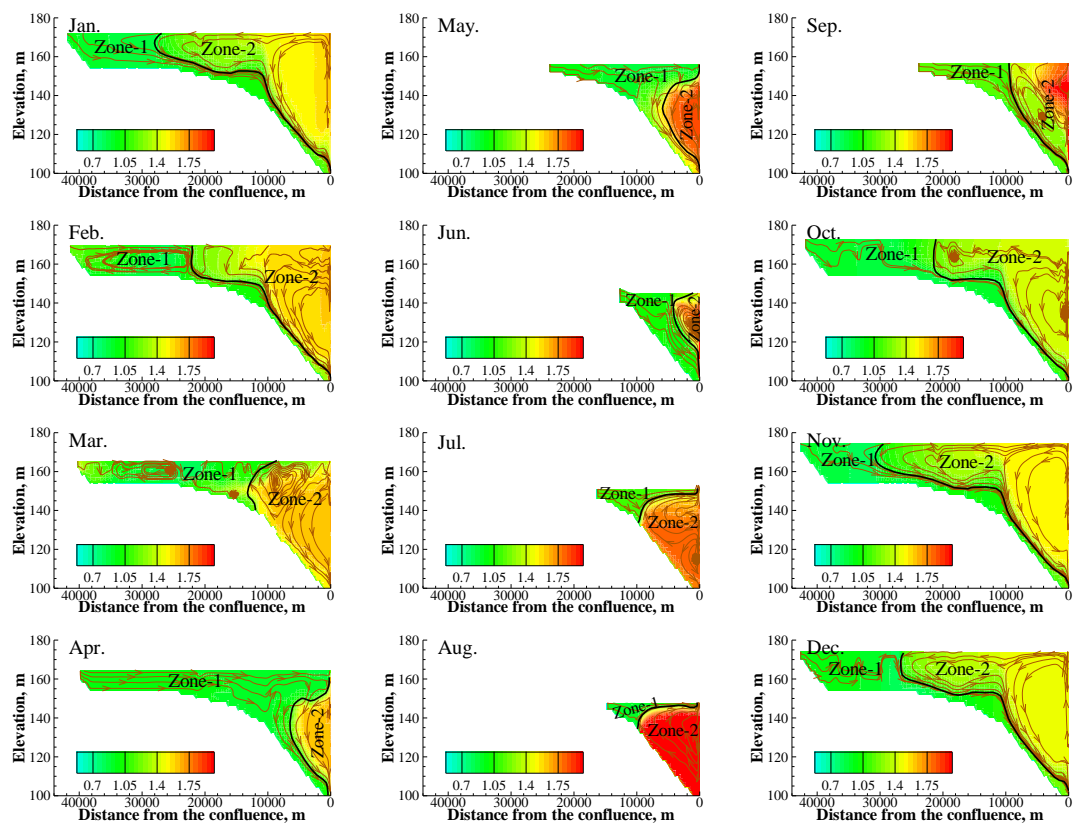 Jan.
Zone-1
Zone-2
Elevation, m
180
160
140
120
100
0.7 1.05 1.4 1.75
40000 30000 20000 10000 0
Distance from the confluence, m
May.
Zone-1
Zone-2
Elevation, m
180
160
140
120
100
0.7 1.05 1.4 1.75
40000 30000 20000 10000 0
Distance from the confluence, m
Sep.
Zone-1
Zone-2
Elevation, m
180
160
140
120
100
0.7 1.05 1.4 1.75
40000 30000 20000 10000 0
Distance from the confluence, m
Feb.
Zone-1
Zone-2
Elevation, m
180
160
140
120
100
0.7 1.05 1.4 1.75
40000 30000 20000 10000 0
Distance from the confluence, m
Jun.
Zone-1
Zone-2
Elevation, m
180
160
140
120
100
0.7 1.05 1.4 1.75
40000 30000 20000 10000 0
Distance from the confluence, m
Oct.
Zone-1
Zone-2
Elevation, m
180
160
140
120
100
0.7 1.05 1.4 1.75
40000 30000 20000 10000 0
Distance from the confluence, m
Mar.
Zone-1
Zone-2
Elevation, m
180
160
140
120
100
0.7 1.05 1.4 1.75
40000 30000 20000 10000 0
Distance from the confluence, m
Jul.
Zone-1
Zone-2
Elevation, m
180
160
140
120
100
0.7 1.05 1.4 1.75
40000 30000 20000 10000 0
Distance from the confluence, m
Nov.
Zone-1
Zone-2
Elevation, m
180
160
140
120
100
0.7 1.05 1.4 1.75
40000 30000 20000 10000 0
Distance from the confluence, m
Apr.
Zone-1
Zone-2
Elevation, m
180
160
140
120
100
0.7 1.05 1.4 1.75
40000 30000 20000 10000 0
Distance from the confluence, m
Aug.
Zone-1
Zone-2
Elevation, m
180
160
140
120
100
0.7 1.05 1.4 1.75
40000 30000 20000 10000 0
Distance from the confluence, m
Dec.
Zone-1
Zone-2
Elevation, m
180
160
140
120
100
0.7 1.05 1.4 1.75
40000 30000 20000 10000 0
Distance from the confluence, m